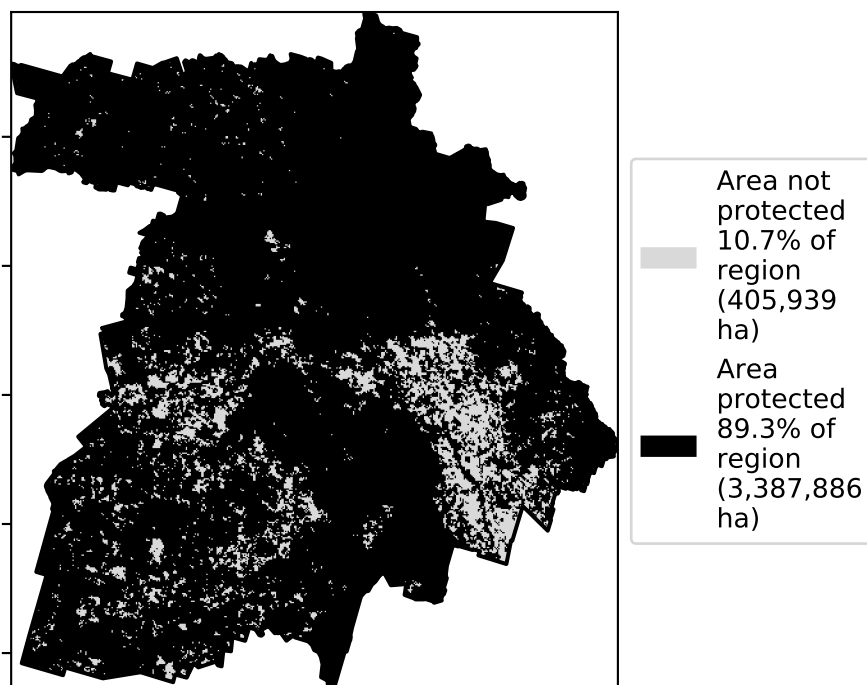 Area not
protected
10.7% of
region
(405,939
ha)
Area
protected
89.3% of
region
(3,387,886
ha)